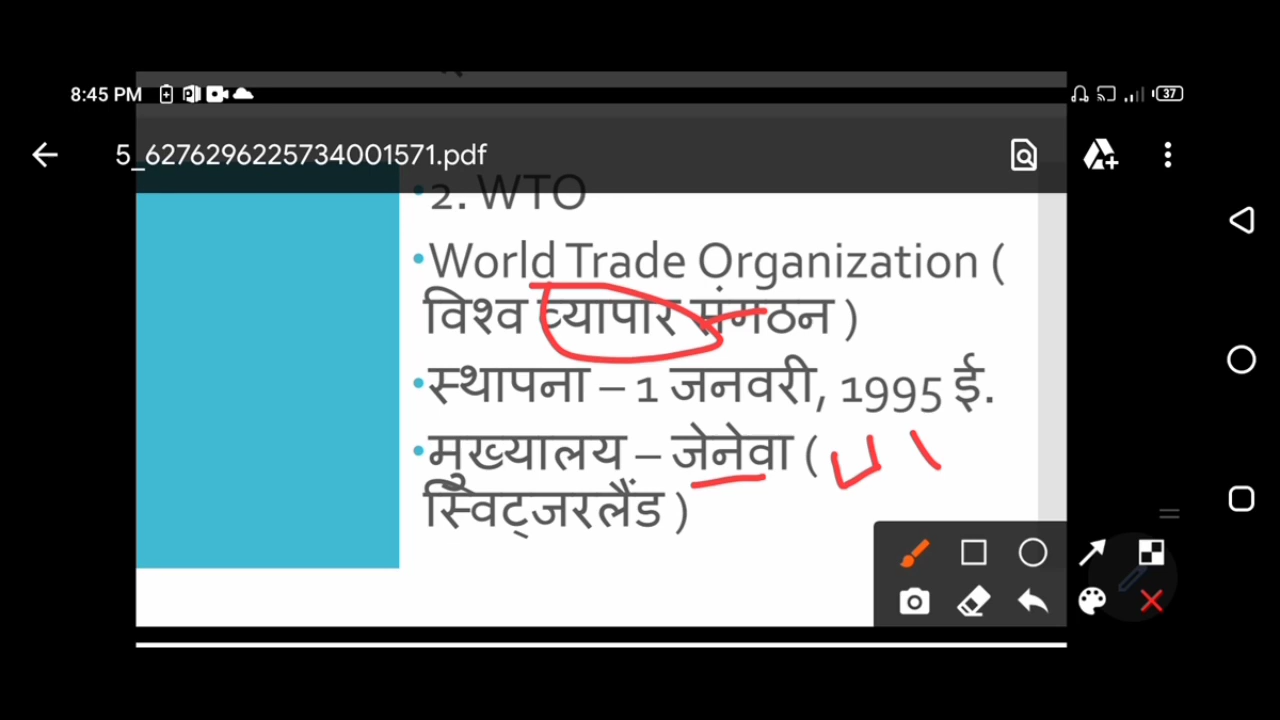 8:45 PM 37
5_6276296225734001571.pdf
•2. WTO
•World Trade Organization (
विश्व व्यापार संगठन )
•स्थापना – 1 जनवरी, 1995 ई.
•मुख्यालय – जेनेवा (
स्विट्जरलैंड )